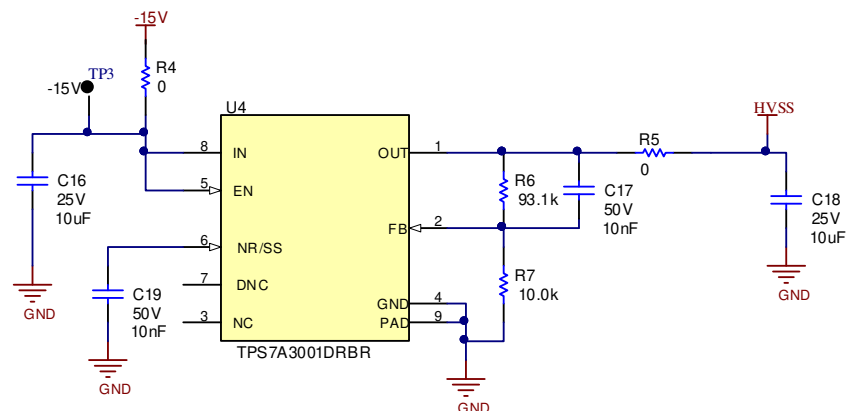 -15V
TP3
-15V
R4
0
U4
HVSS
8
IN
OUT
1
R5
0
C16
25V
10uF
5
EN
R6
93.1k
C17
50V
10nF
C18
25V
10uF
FB
2
6
NR/SS
7
DNC
R7
10.0k
C19
50V
10nF
GND
4
3
NC
PAD
9
GND
GND
TPS7A3001DRBR
GND
GND